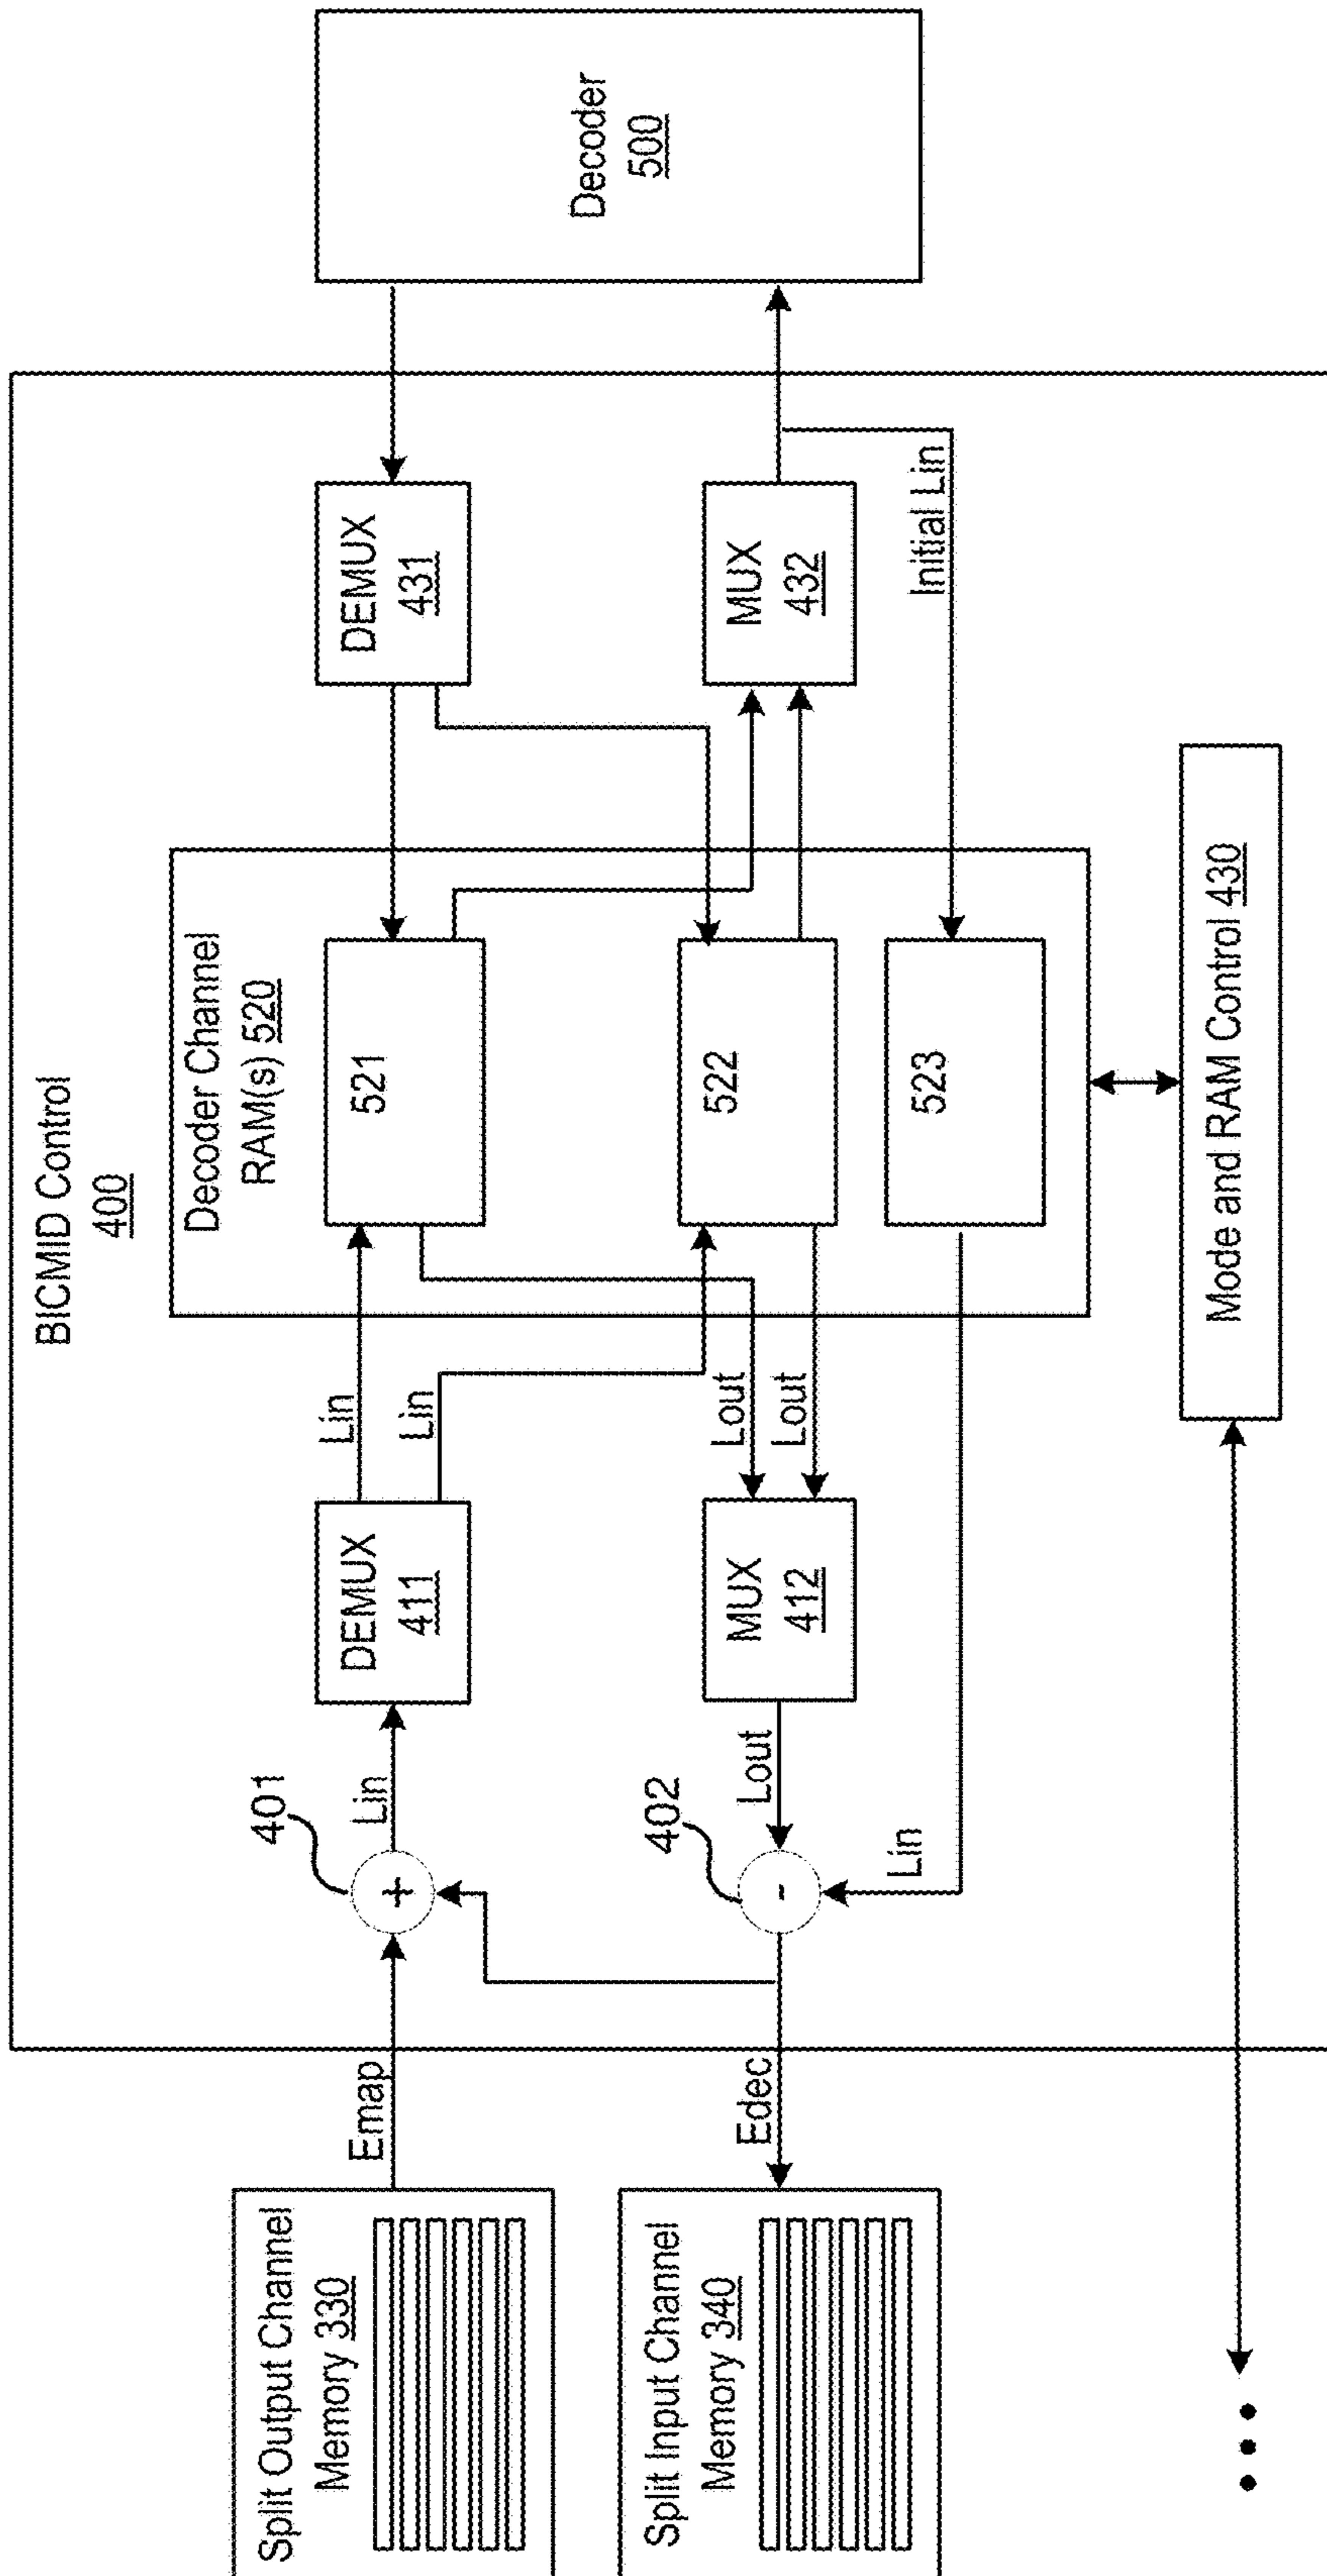 BICMID Control
400
Split Output Channel
Memory 330
Emap
401
+
Lin
DEMUX
411
Lin
Lin
Decoder Channel
RAM(s) 520
521
DEMUX
431
Decoder
500
Split Input Channel
Memory 340
Edec
402
-
Lout
Lin
MUX
412
Lout
Lout
522
523
MUX
432
Initial Lin
Mode and RAM Control 430